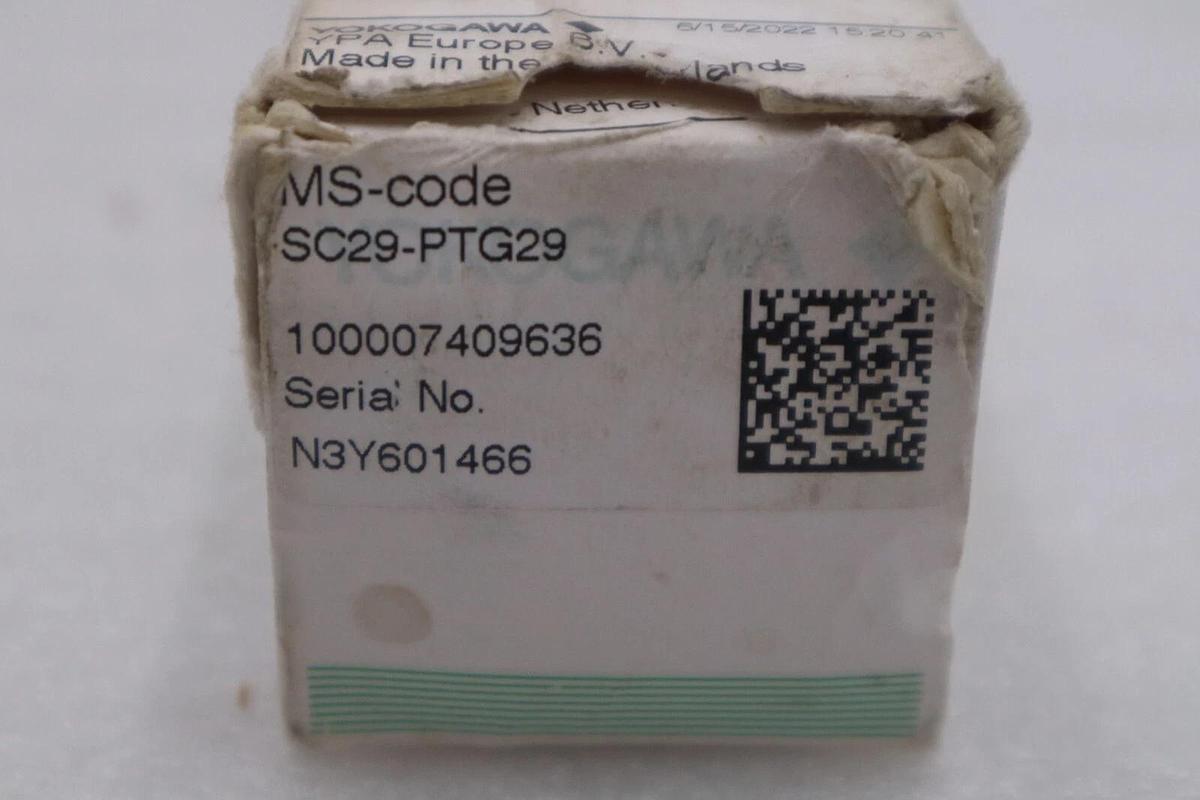 YOKOGAWA 6/15/2022 15:20:41
YPA Europe B.V.
Made in the lands
Nether
MS-code
SC29-PTG29
YOKOGAWA
100007409636
Serial No.
N3Y601466